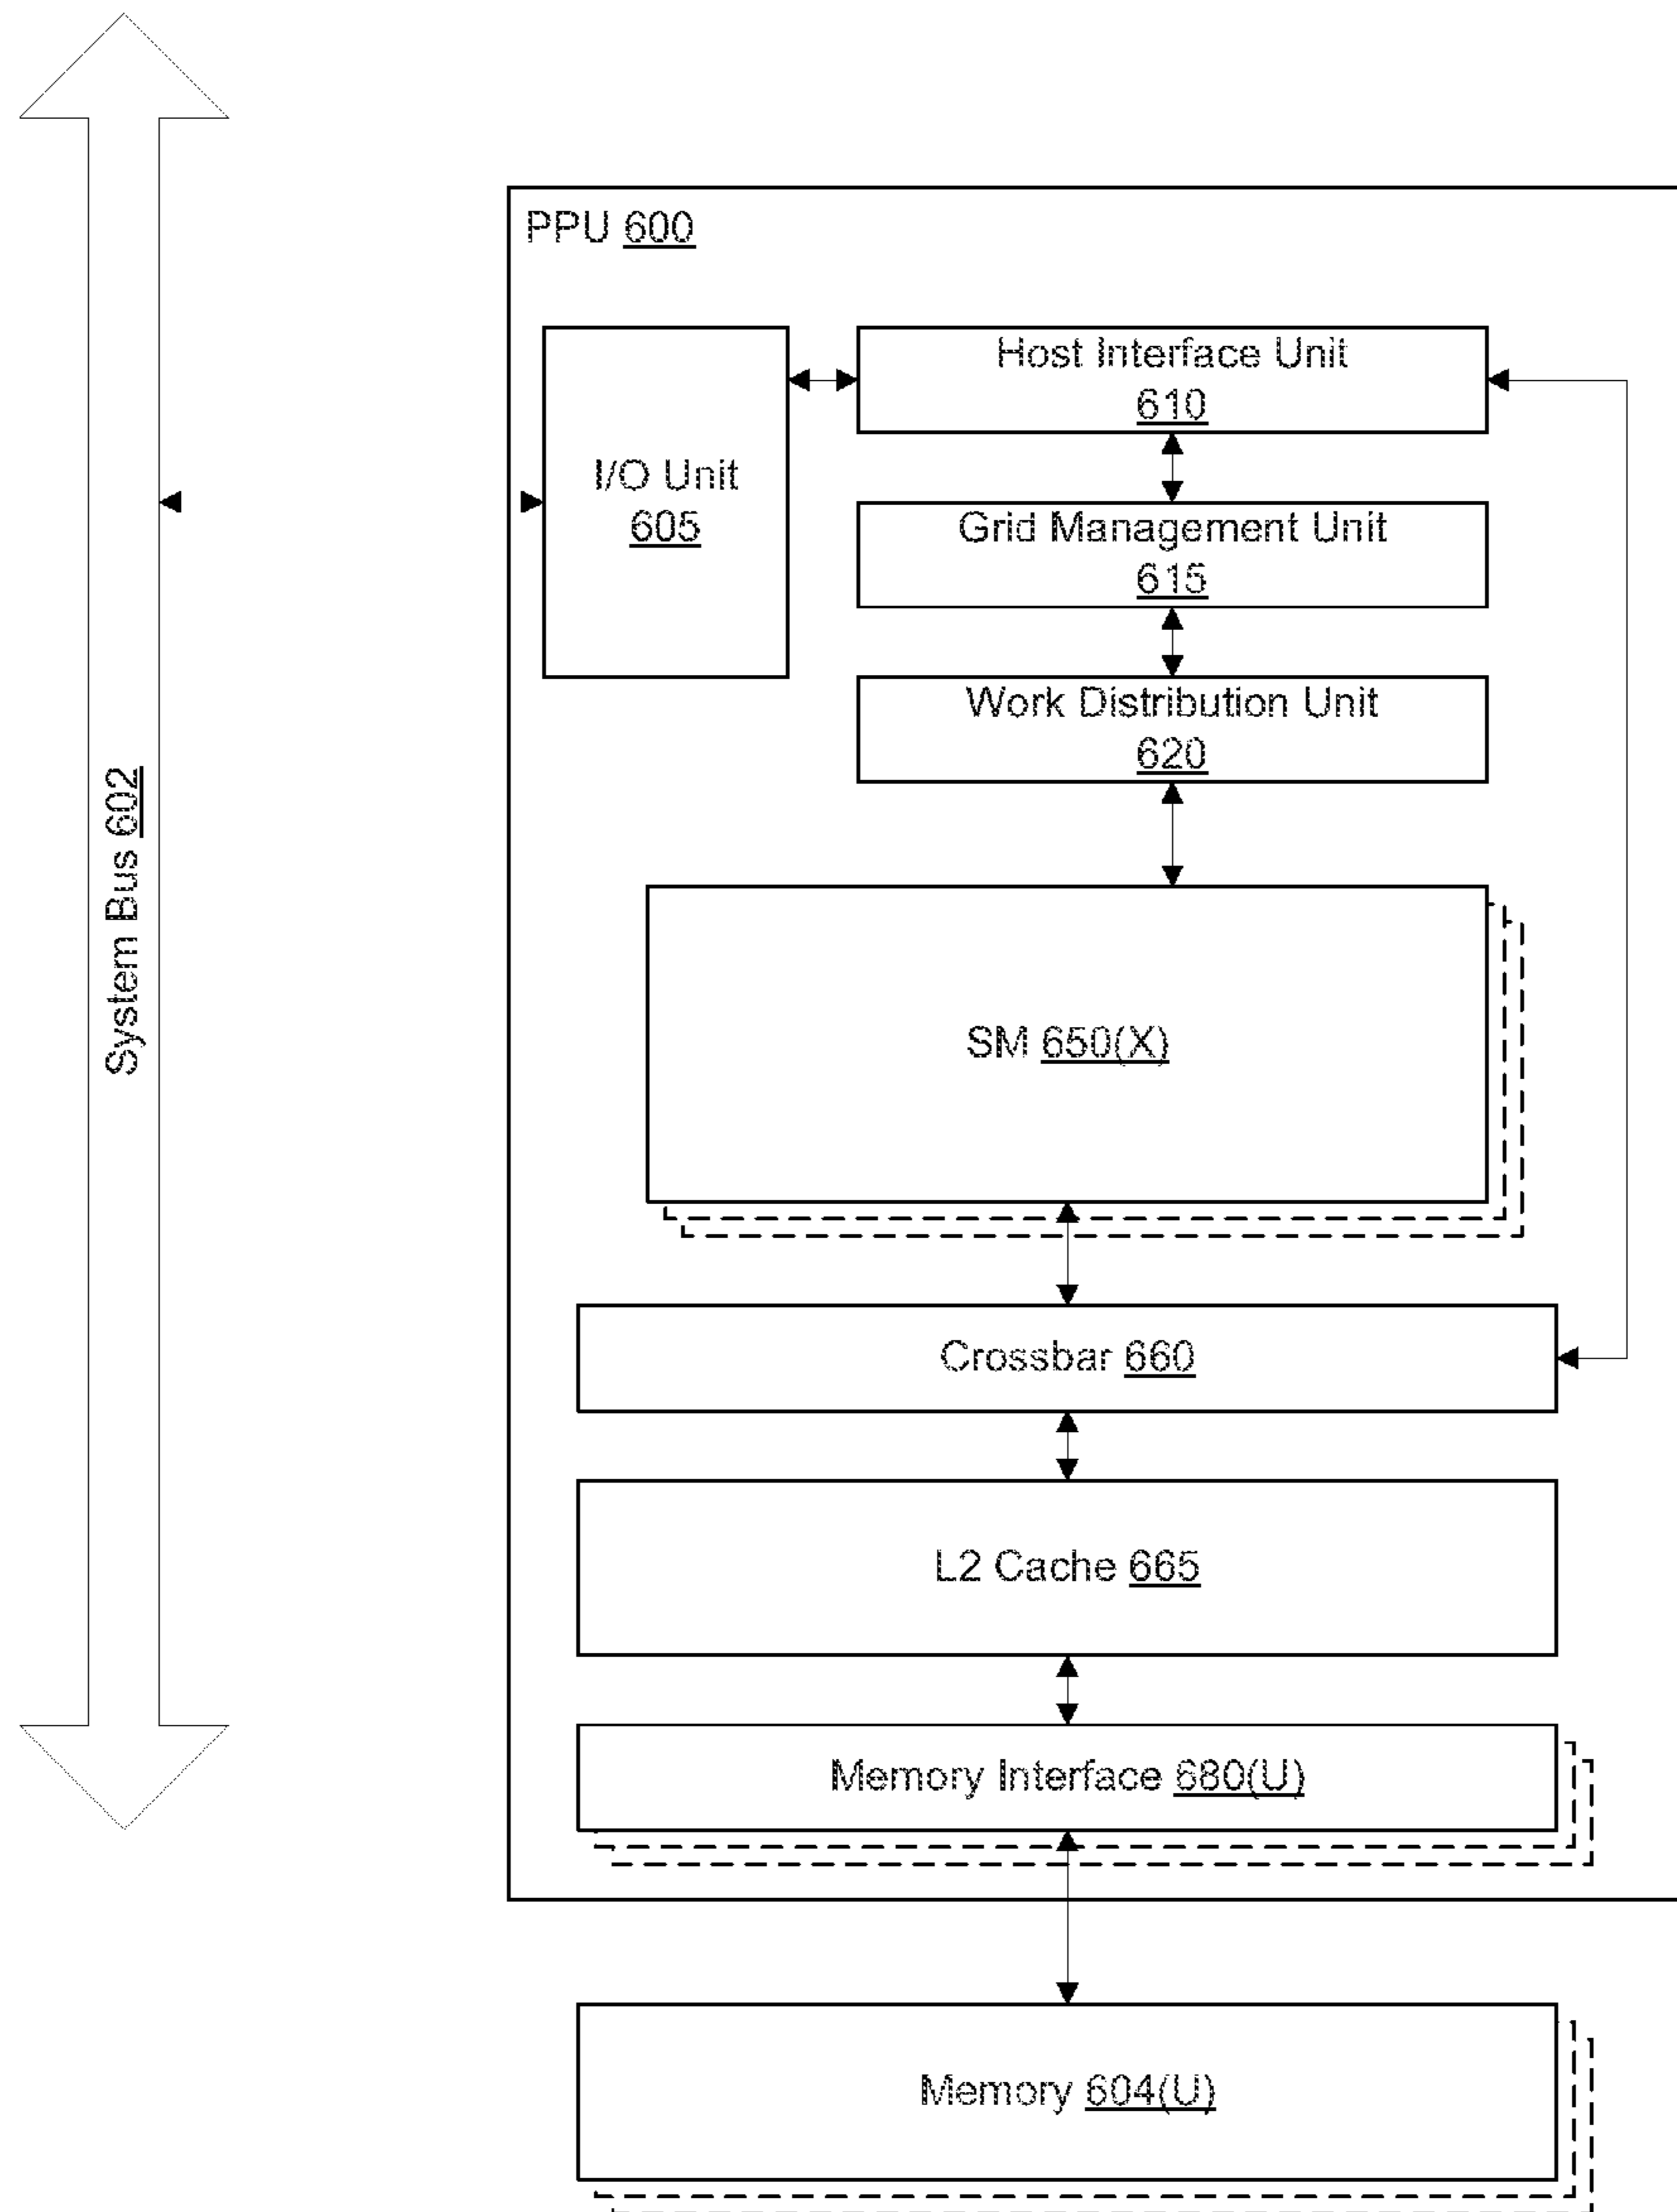 PPU 600
Host Interface Unit
610
I/O Unit
605
Grid Management Unit
615
Work Distribution Unit
620
System Bus 602
SM 650(X)
Crossbar 660
L2 Cache 665
Memory Interface 680(U)
Memory 604(U)